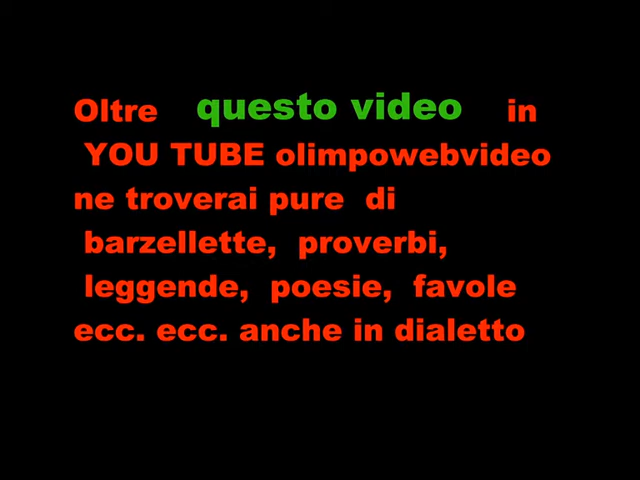 Oltre questo video in
YOU TUBE olimpowebvideo
ne troverai pure di
barzellette, proverbi,
leggende, poesie, favole
ecc. ecc. anche in dialetto